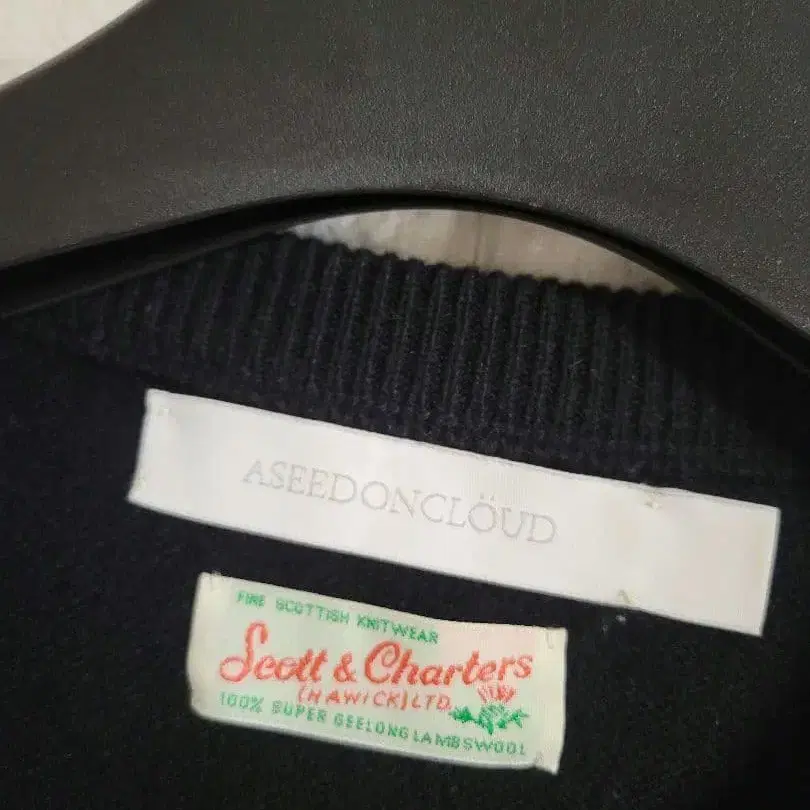 ASEEDONCLÖUD
FINE SCOTTISH KNITWEAR
Scott & Charters
(HAWICK) LTD.
100% SUPER GEELONG LAMBSWOOL